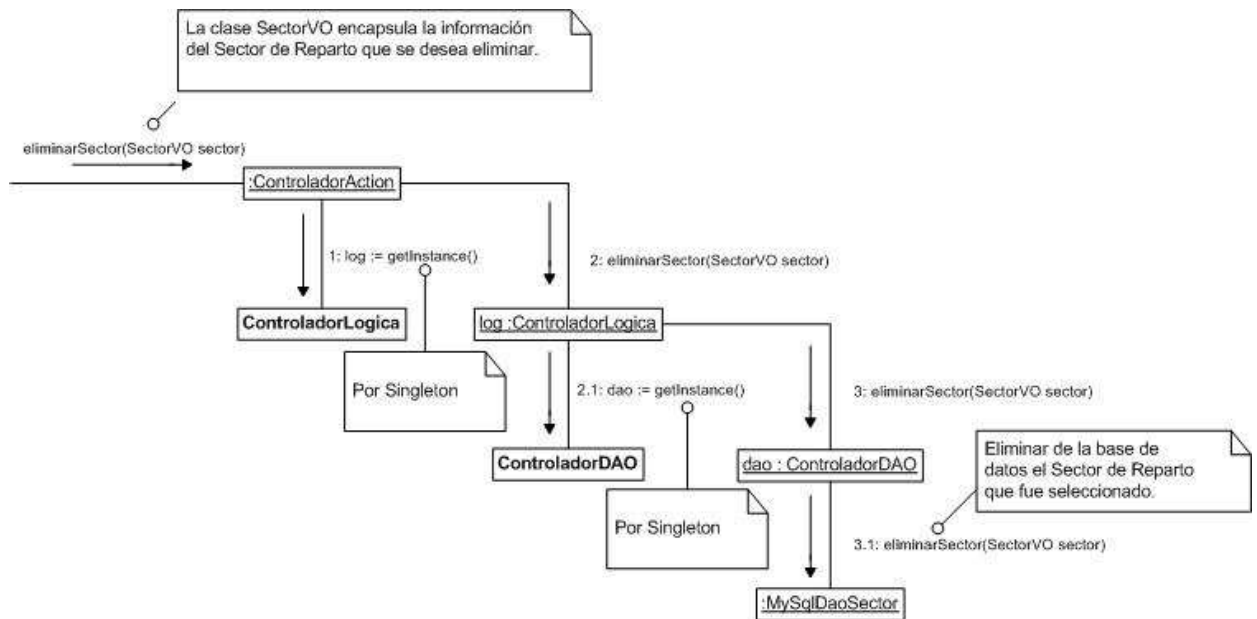 La clase SectorVO encapsula la información
del Sector de Reparto que se desea eliminar.
eliminarSector(SectorVO sector)
:ControladorAction
1: log := getInstance()
2: eliminarSector(SectorVO sector)
ControladorLogica
log :ControladorLogica
Por Singleton
2.1: dao := getInstance()
3: eliminarSector(SectorVO sector)
ControladorDAO
dao : ControladorDAO
Eliminar de la base de
datos el Sector de Reparto
que fue seleccionado.
Por Singleton
3.1: eliminarSector(SectorVO sector)
:MySqlDaoSector